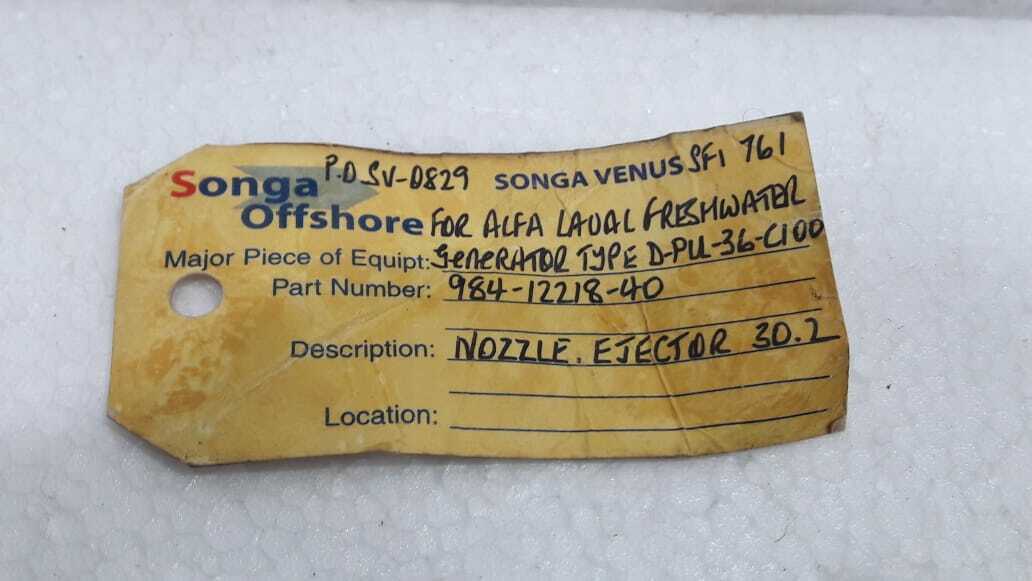 Songa P.O SV-0829 SONGA VENUS SFI 761
Offshore FOR ALFA LAVAL FRESHWATER
Major Piece of Equipt: GENERATOR TYPE D-PU-36-C100
Part Number: 984-12218-40
Description: NOZZLE. EJECTOR 30.2
Location: